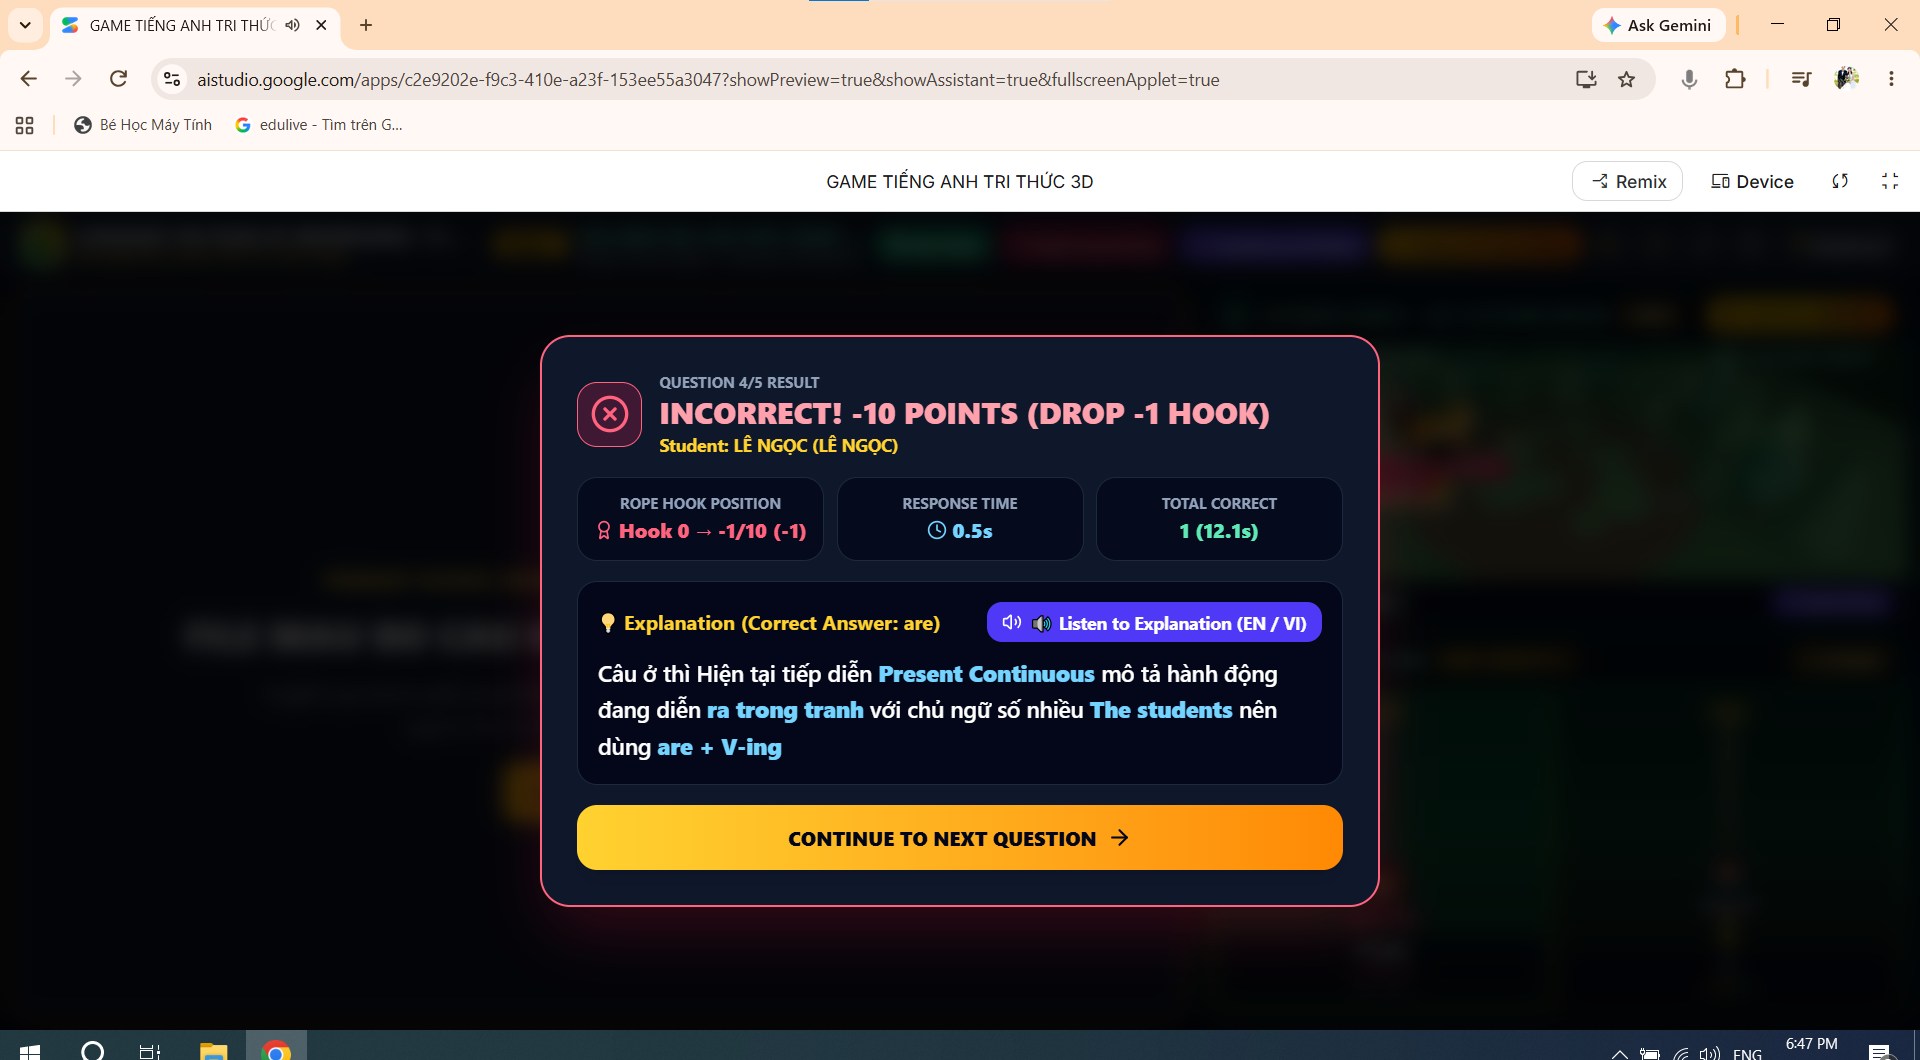 GAME TIẾNG ANH TRI THỨC
Ask Gemini
aistudio.google.com/apps/c2e9202e-f9c3-410e-a23f-153ee55a3047?showPreview=true&showAssistant=true&fullscreenApplet=true
Bé Học Máy Tính
edulive - Tìm trên G...
GAME TIẾNG ANH TRI THỨC 3D
Remix
Device
QUESTION 4/5 RESULT
INCORRECT! -10 POINTS (DROP -1 HOOK)
Student: LÊ NGỌC (LÊ NGỌC)
ROPE HOOK POSITION
Hook 0 → -1/10 (-1)
RESPONSE TIME
0.5s
TOTAL CORRECT
1 (12.1s)
Explanation (Correct Answer: are)
Listen to Explanation (EN / VI)
Câu ở thì Hiện tại tiếp diễn Present Continuous mô tả hành động
đang diễn ra trong tranh với chủ ngữ số nhiều The students nên
dùng are + V-ing
CONTINUE TO NEXT QUESTION →
ENG
6:47 PM